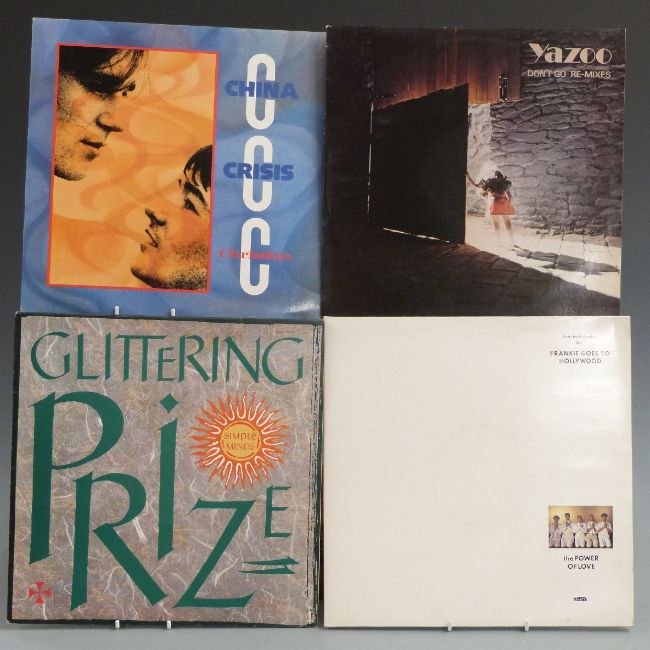 CHINA
CRISIS
Christian
Yazoo
DON'T GO RE-MIXES
GLITTERING
PRIZE
SIMPLE
MINDS
FRANKIE GOES TO
HOLLYWOOD
the POWER
OF LOVE